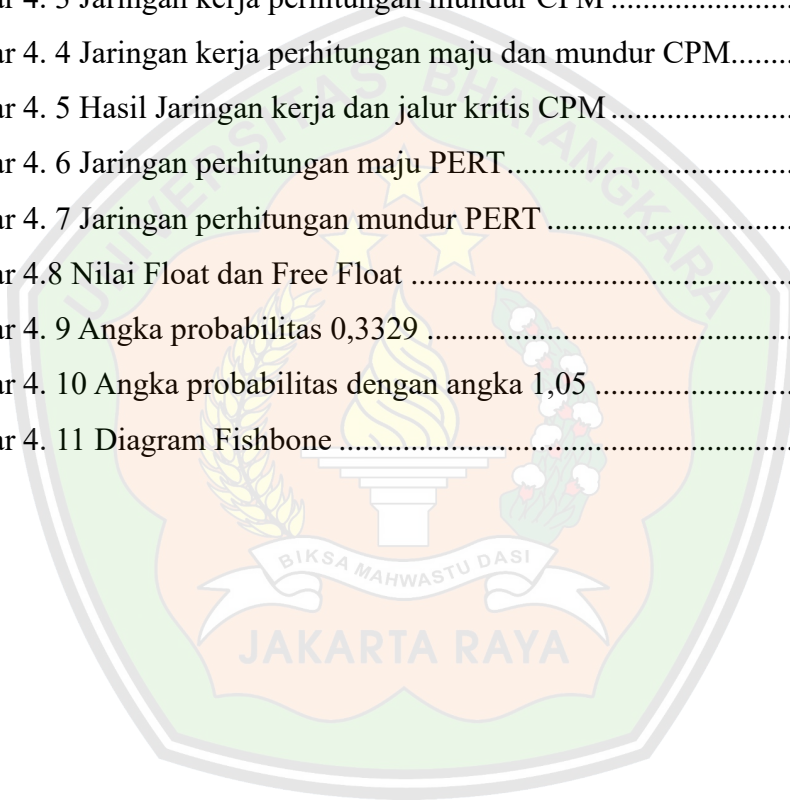 ar 4. 3 Jaringan kerja perhitungan mundur CPM ....................
ar 4. 4 Jaringan kerja perhitungan maju dan mundur CPM.......
ar 4. 5 Hasil Jaringan kerja dan jalur kritis CPM ....................
ar 4. 6 Jaringan perhitungan maju PERT................................
ar 4. 7 Jaringan perhitungan mundur PERT ...........................
ar 4.8 Nilai Float dan Free Float ..........................................
ar 4. 9 Angka probabilitas 0,3329 ........................................
ar 4. 10 Angka probabilitas dengan angka 1,05 .....................
ar 4. 11 Diagram Fishbone ..................................................
UNIVERSITAS BHAYANGKARA
BIKSA MAHWASTU DASI
JAKARTA RAYA